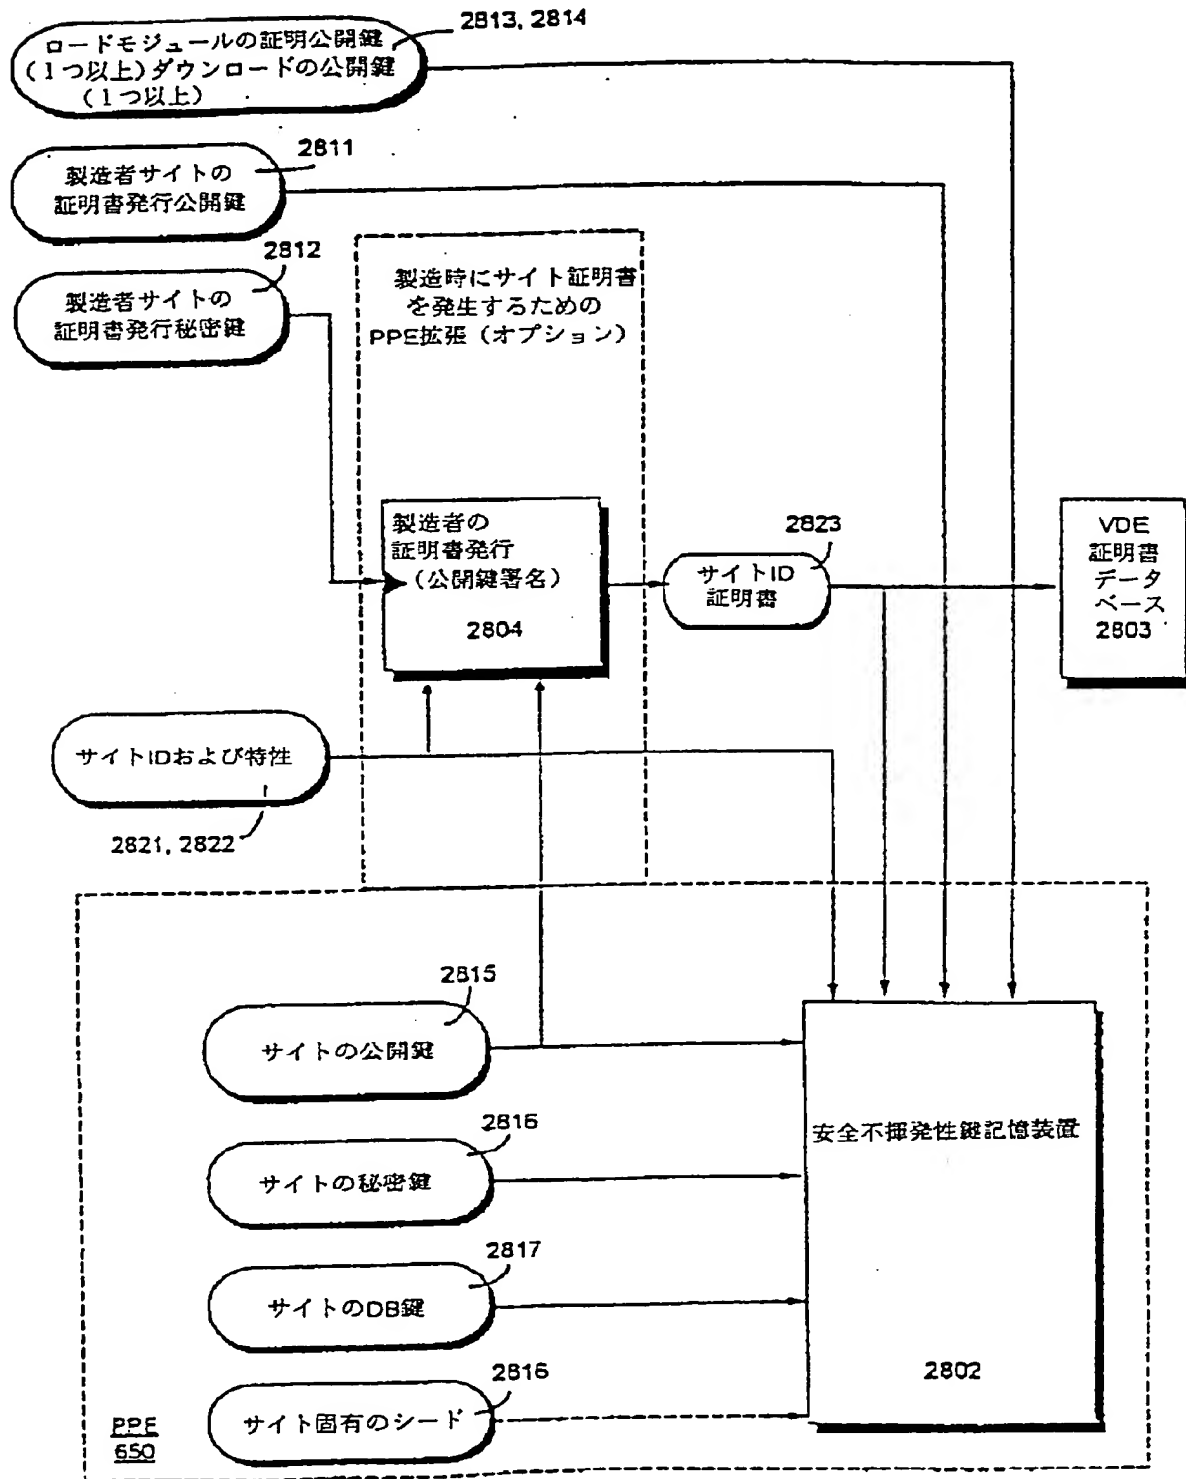 2813, 2814
ロードモジュールの証明公開鍵
(1つ以上)ダウンロードの公開鍵
(1つ以上)
2811
製造者サイトの
証明書発行公開鍵
2812
製造者サイトの
証明書発行秘密鍵
製造時にサイト証明書
を発生するための
PPE拡張(オプション)
製造者の
証明書発行
(公開鍵署名)
2804
2823
サイトID
証明書
VDE
証明書
データ
ベース
2803
サイトIDおよび特性
2821, 2822
2815
サイトの公開鍵
2816
サイトの秘密鍵
2817
サイトのDB鍵
2816
サイト固有のシード
安全不揮発性鍵記憶装置
2802
PPE
650